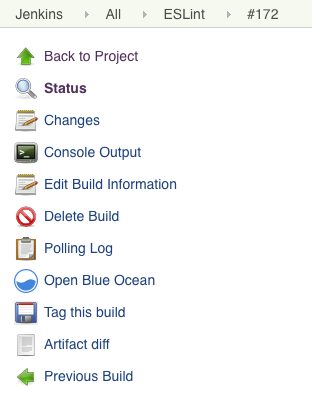 Jenkins All ESLint #172
Back to Project
Status
Changes
Console Output
Edit Build Information
Delete Build
Polling Log
Open Blue Ocean
Tag this build
Artifact diff
Previous Build